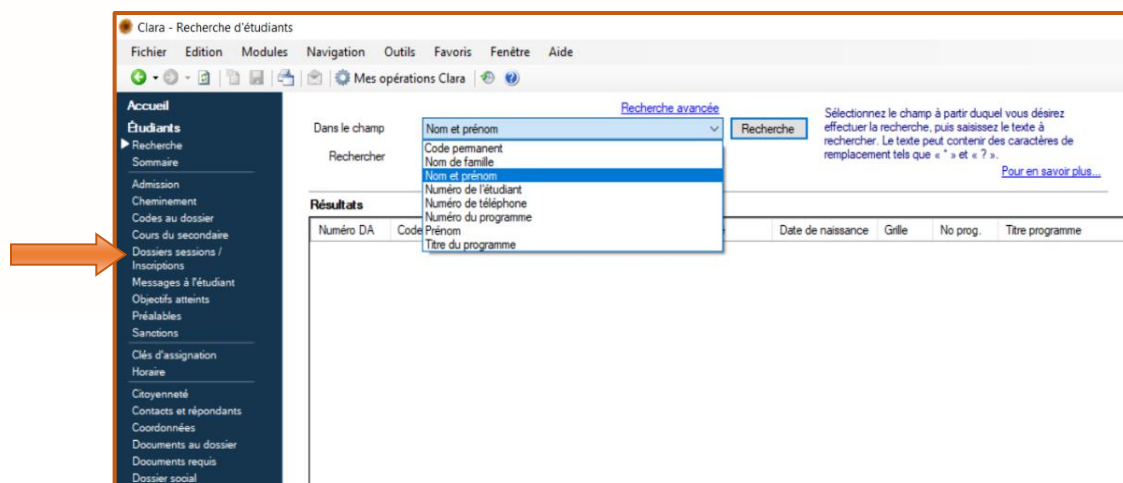 Clara - Recherche d'étudiants
Fichier Edition Modules Navigation Outils Favoris Fenêtre Aide
Mes opérations Clara
Accueil
Étudiants
Recherche
Sommaire
Admission
Cheminement
Codes au dossier
Cours du secondaire
Dossiers sessions /
Inscriptions
Messages à l'étudiant
Objectifs atteints
Préalables
Sanctions
Clés d'assignation
Horaire
Citoyenneté
Contacts et répondants
Coordonnées
Documents au dossier
Documents requis
Dossier social
Recherche avancée
Dans le champ
Nom et prénom
Recherche
Rechercher
Code permanent
Nom de famille
Nom et prénom
Numéro de l'étudiant
Numéro de téléphone
Numéro du programme
Prénom
Titre du programme
Sélectionnez le champ à partir duquel vous désirez
effectuer la recherche, puis saisissez le texte à
rechercher. Le texte peut contenir des caractères de
remplacement tels que « * » et « ? ».
Pour en savoir plus...
Résultats
Numéro DA Code Date de naissance Grille No prog. Titre programme